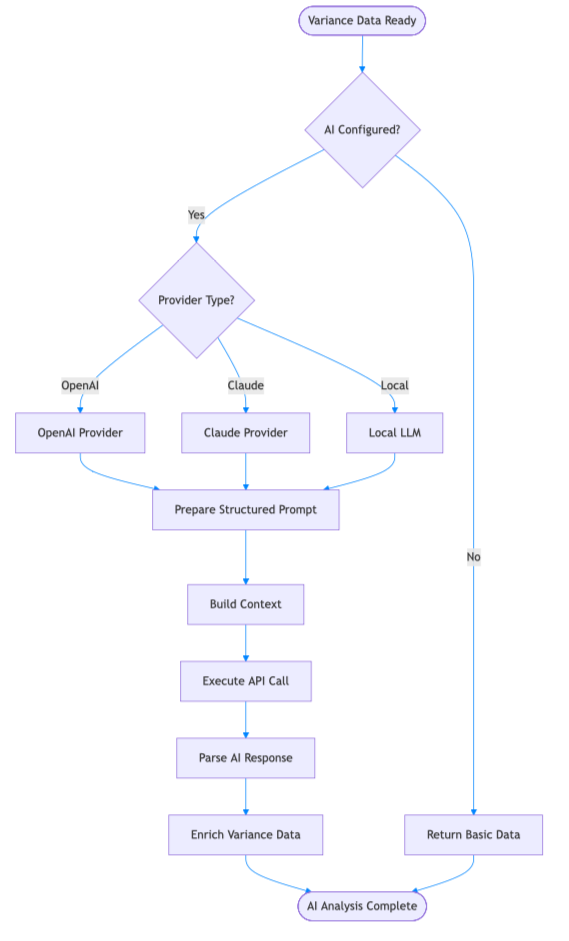 Variance Data Ready
AI Configured?
Yes
Provider Type?
OpenAI
Claude
Local
OpenAI Provider
Claude Provider
Local LLM
Prepare Structured Prompt
No
Build Context
Execute API Call
Parse AI Response
Enrich Variance Data
Return Basic Data
AI Analysis Complete